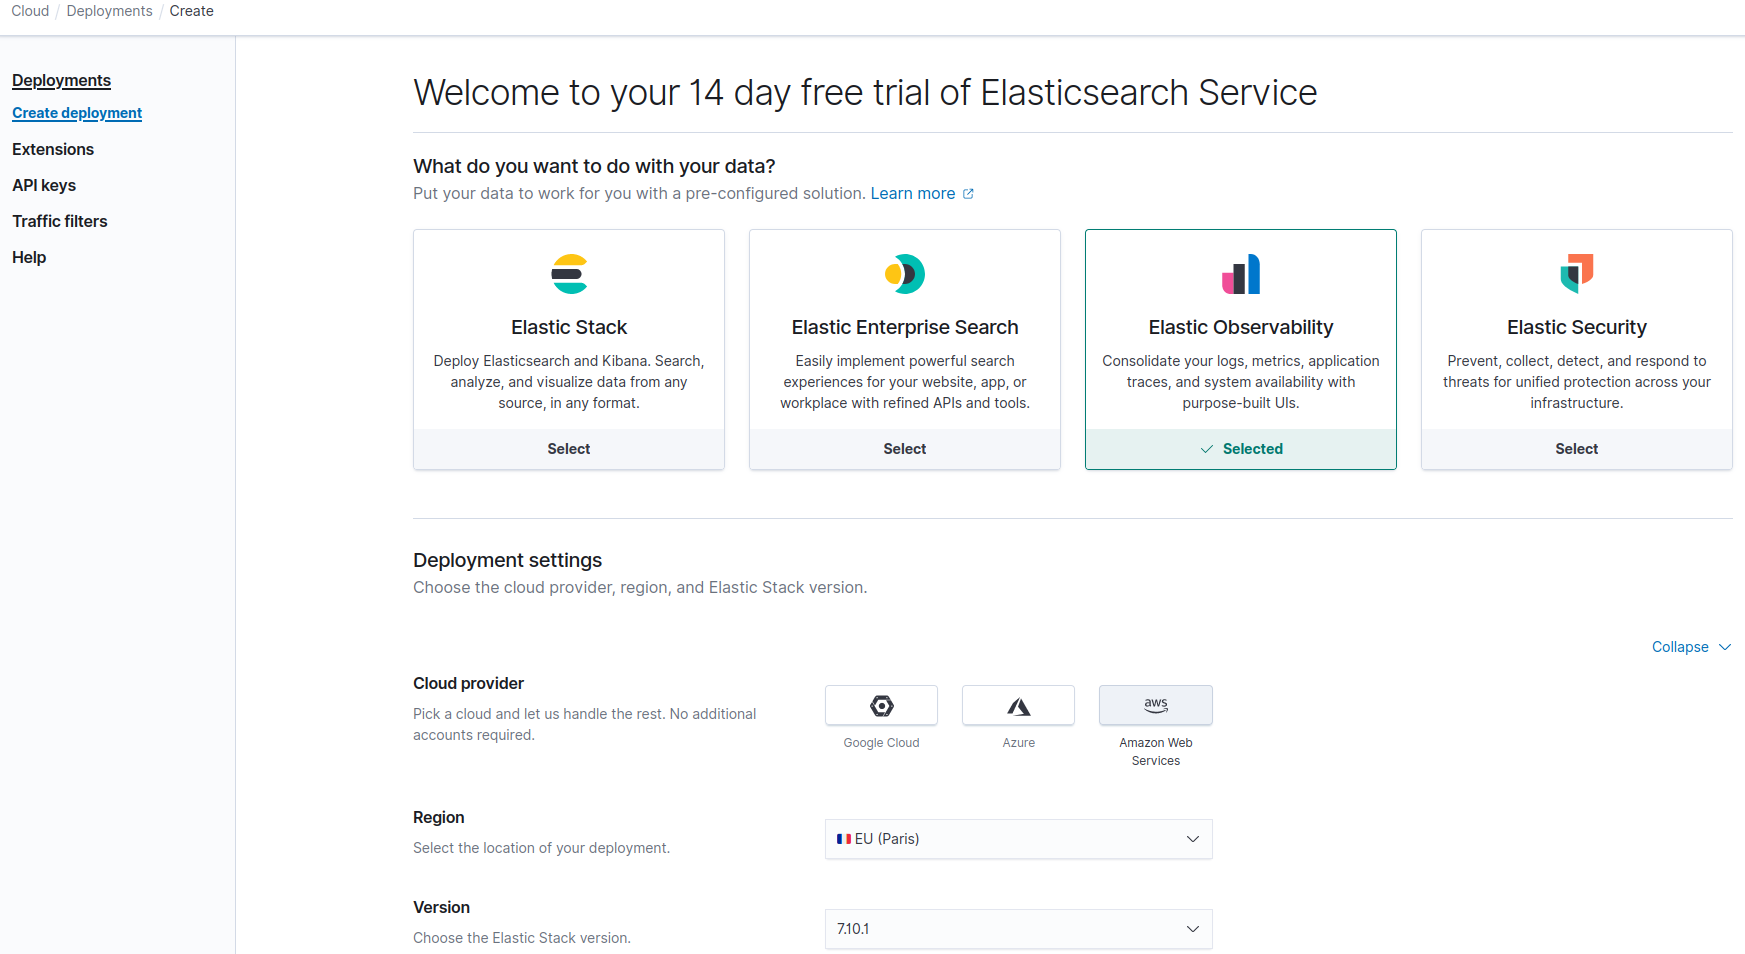 Cloud / Deployments / Create
Deployments
Create deployment
Extensions
API keys
Traffic filters
Help
Welcome to your 14 day free trial of Elasticsearch Service
What do you want to do with your data?
Put your data to work for you with a pre-configured solution. Learn more
Elastic Stack
Deploy Elasticsearch and Kibana. Search,
analyze, and visualize data from any
source, in any format.
Select
Elastic Enterprise Search
Easily implement powerful search
experiences for your website, app, or
workplace with refined APIs and tools.
Select
Elastic Observability
Consolidate your logs, metrics, application
traces, and system availability with
purpose-built UIs.
Selected
Elastic Security
Prevent, collect, detect, and respond to
threats for unified protection across your
infrastructure.
Select
Deployment settings
Choose the cloud provider, region, and Elastic Stack version.
Collapse
Cloud provider
Pick a cloud and let us handle the rest. No additional
accounts required.
Google Cloud
Azure
aws
Amazon Web
Services
Region
Select the location of your deployment.
EU (Paris)
Version
Choose the Elastic Stack version.
7.10.1